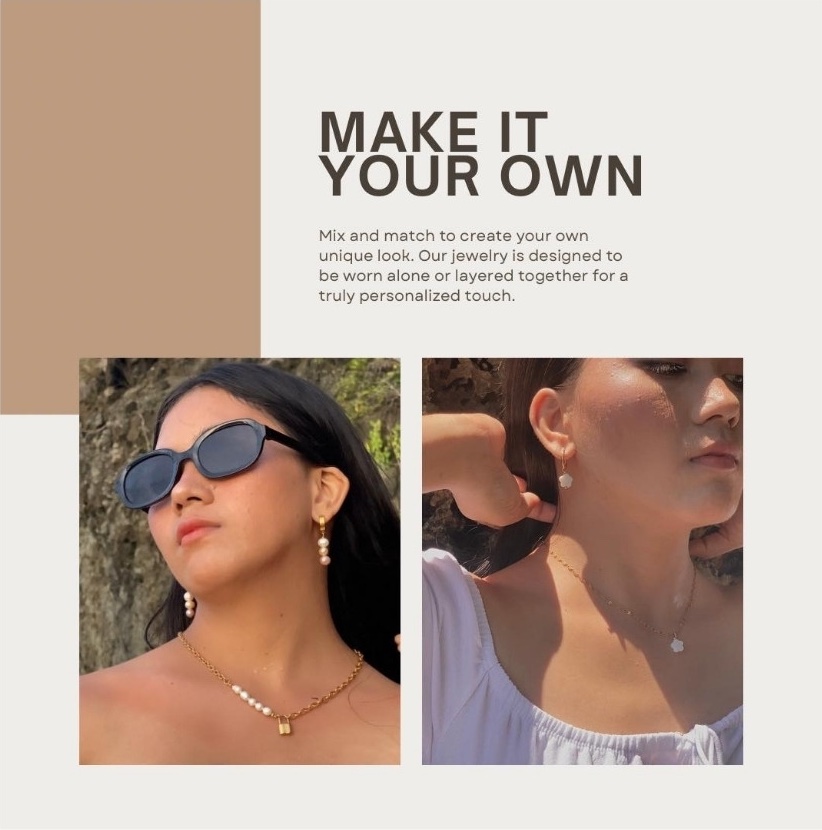 MAKE IT
YOUR OWN
Mix and match to create your own
unique look. Our jewelry is designed to
be worn alone or layered together for a
truly personalized touch.